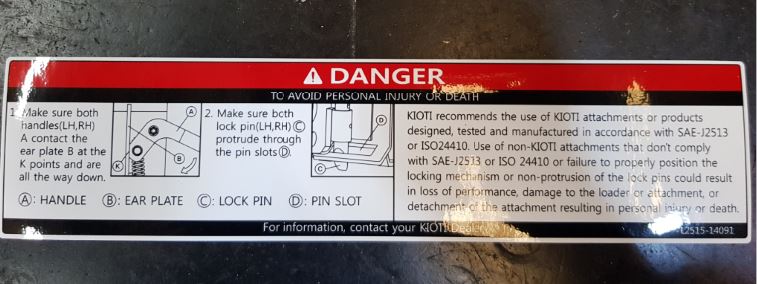 DANGER
TO AVOID PERSONAL INJURY OR DEATH
1. Make sure both
handles(LH,RH)
A contact the
ear plate B at the
K points and are
all the way down.
A
K
B
2. Make sure both
lock pin(LH,RH) Ⓒ
protrude through
the pin slots Ⓓ.
D
C
Ⓐ: HANDLE Ⓑ: EAR PLATE Ⓒ: LOCK PIN Ⓓ: PIN SLOT
KIOTI recommends the use of KIOTI attachments or products
designed, tested and manufactured in accordance with SAE-J2513
or ISO24410. Use of non-KIOTI attachments that don't comply
with SAE-J2513 or ISO 24410 or failure to properly position the
locking mechanism or non-protrusion of the lock pins could result
in loss of performance, damage to the loader or attachment, or
detachment of the attachment resulting in personal injury or death.
For information, contact your KIOTI Dealer
L2515-14091